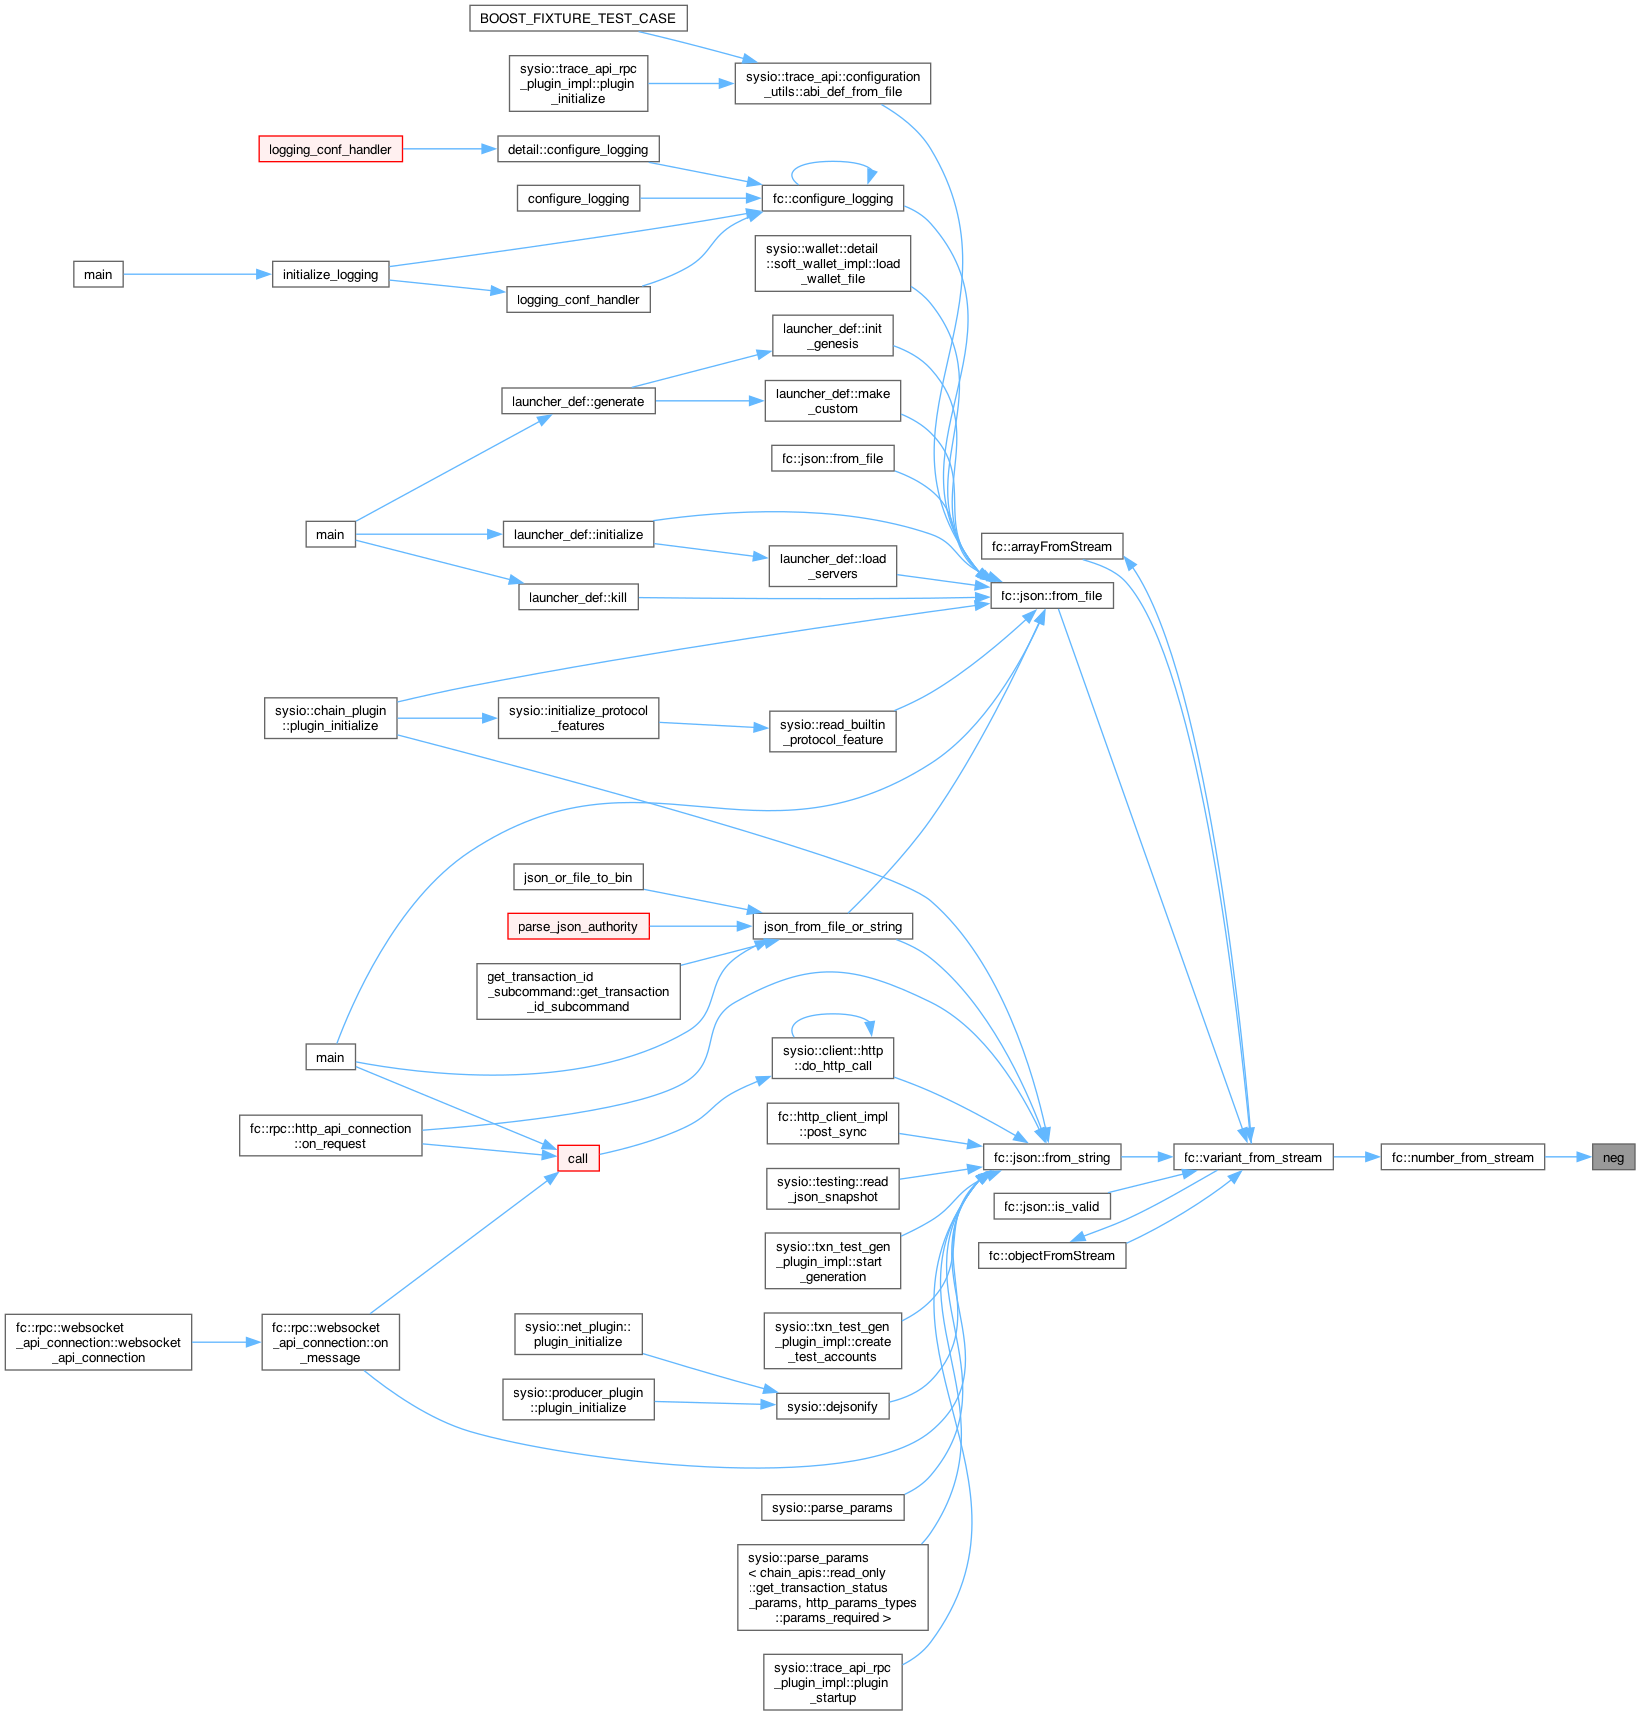 BOOST_FIXTURE_TEST_CASE
sysio::trace_api_rpc
_plugin_impl::plugin
_initialize
sysio::trace_api::configuration
_utils::abi_def_from_file
logging_conf_handler
detail::configure_logging
configure_logging
fc::configure_logging
main
initialize_logging
logging_conf_handler
sysio::wallet::detail
::soft_wallet_impl::load
_wallet_file
launcher_def::init
_genesis
launcher_def::generate
launcher_def::make
_custom
fc::json::from_file
main
launcher_def::initialize
launcher_def::load
_servers
launcher_def::kill
fc::arrayFromStream
fc::json::from_file
sysio::chain_plugin
::plugin_initialize
sysio::initialize_protocol
_features
sysio::read_builtin
_protocol_feature
json_or_file_to_bin
parse_json_authority
json_from_file_or_string
get_transaction_id
_subcommand::get_transaction
_id_subcommand
main
sysio::client::http
::do_http_call
fc::rpc::http_api_connection
::on_request
call
fc::http_client_impl
::post_sync
fc::json::from_string
fc::variant_from_stream
fc::number_from_stream
neg
sysio::testing::read
_json_snapshot
fc::json::is_valid
fc::objectFromStream
sysio::txn_test_gen
_plugin_impl::start
_generation
fc::rpc::websocket
_api_connection::websocket
_api_connection
fc::rpc::websocket
_api_connection::on
_message
sysio::net_plugin::
plugin_initialize
sysio::txn_test_gen
_plugin_impl::create
_test_accounts
sysio::producer_plugin
::plugin_initialize
sysio::dejsonify
sysio::parse_params
sysio::parse_params
< chain_apis::read_only
::get_transaction_status
_params, http_params_types
::params_required >
sysio::trace_api_rpc
_plugin_impl::plugin
_startup